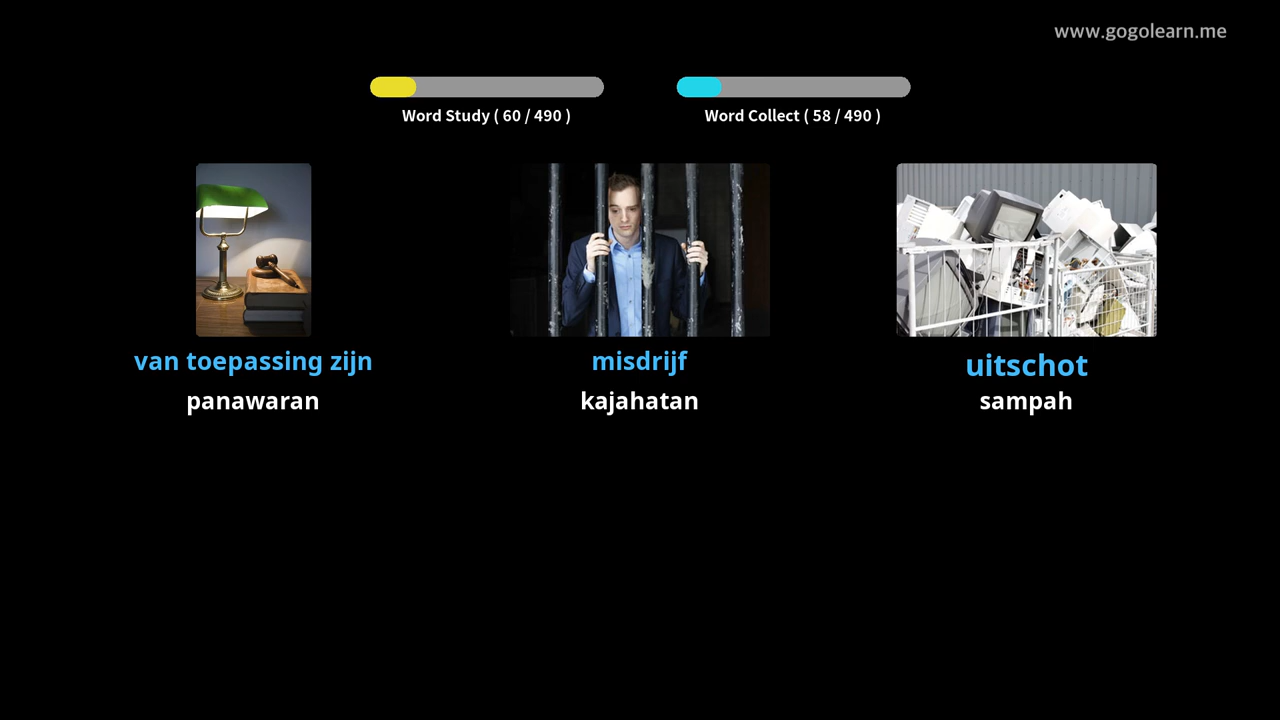 www.gogolearn.me
Word Study ( 60 / 490 )
Word Collect ( 58 / 490 )
van toepassing zijn
panawaran
misdrijf
kajahatan
uitschot
sampah